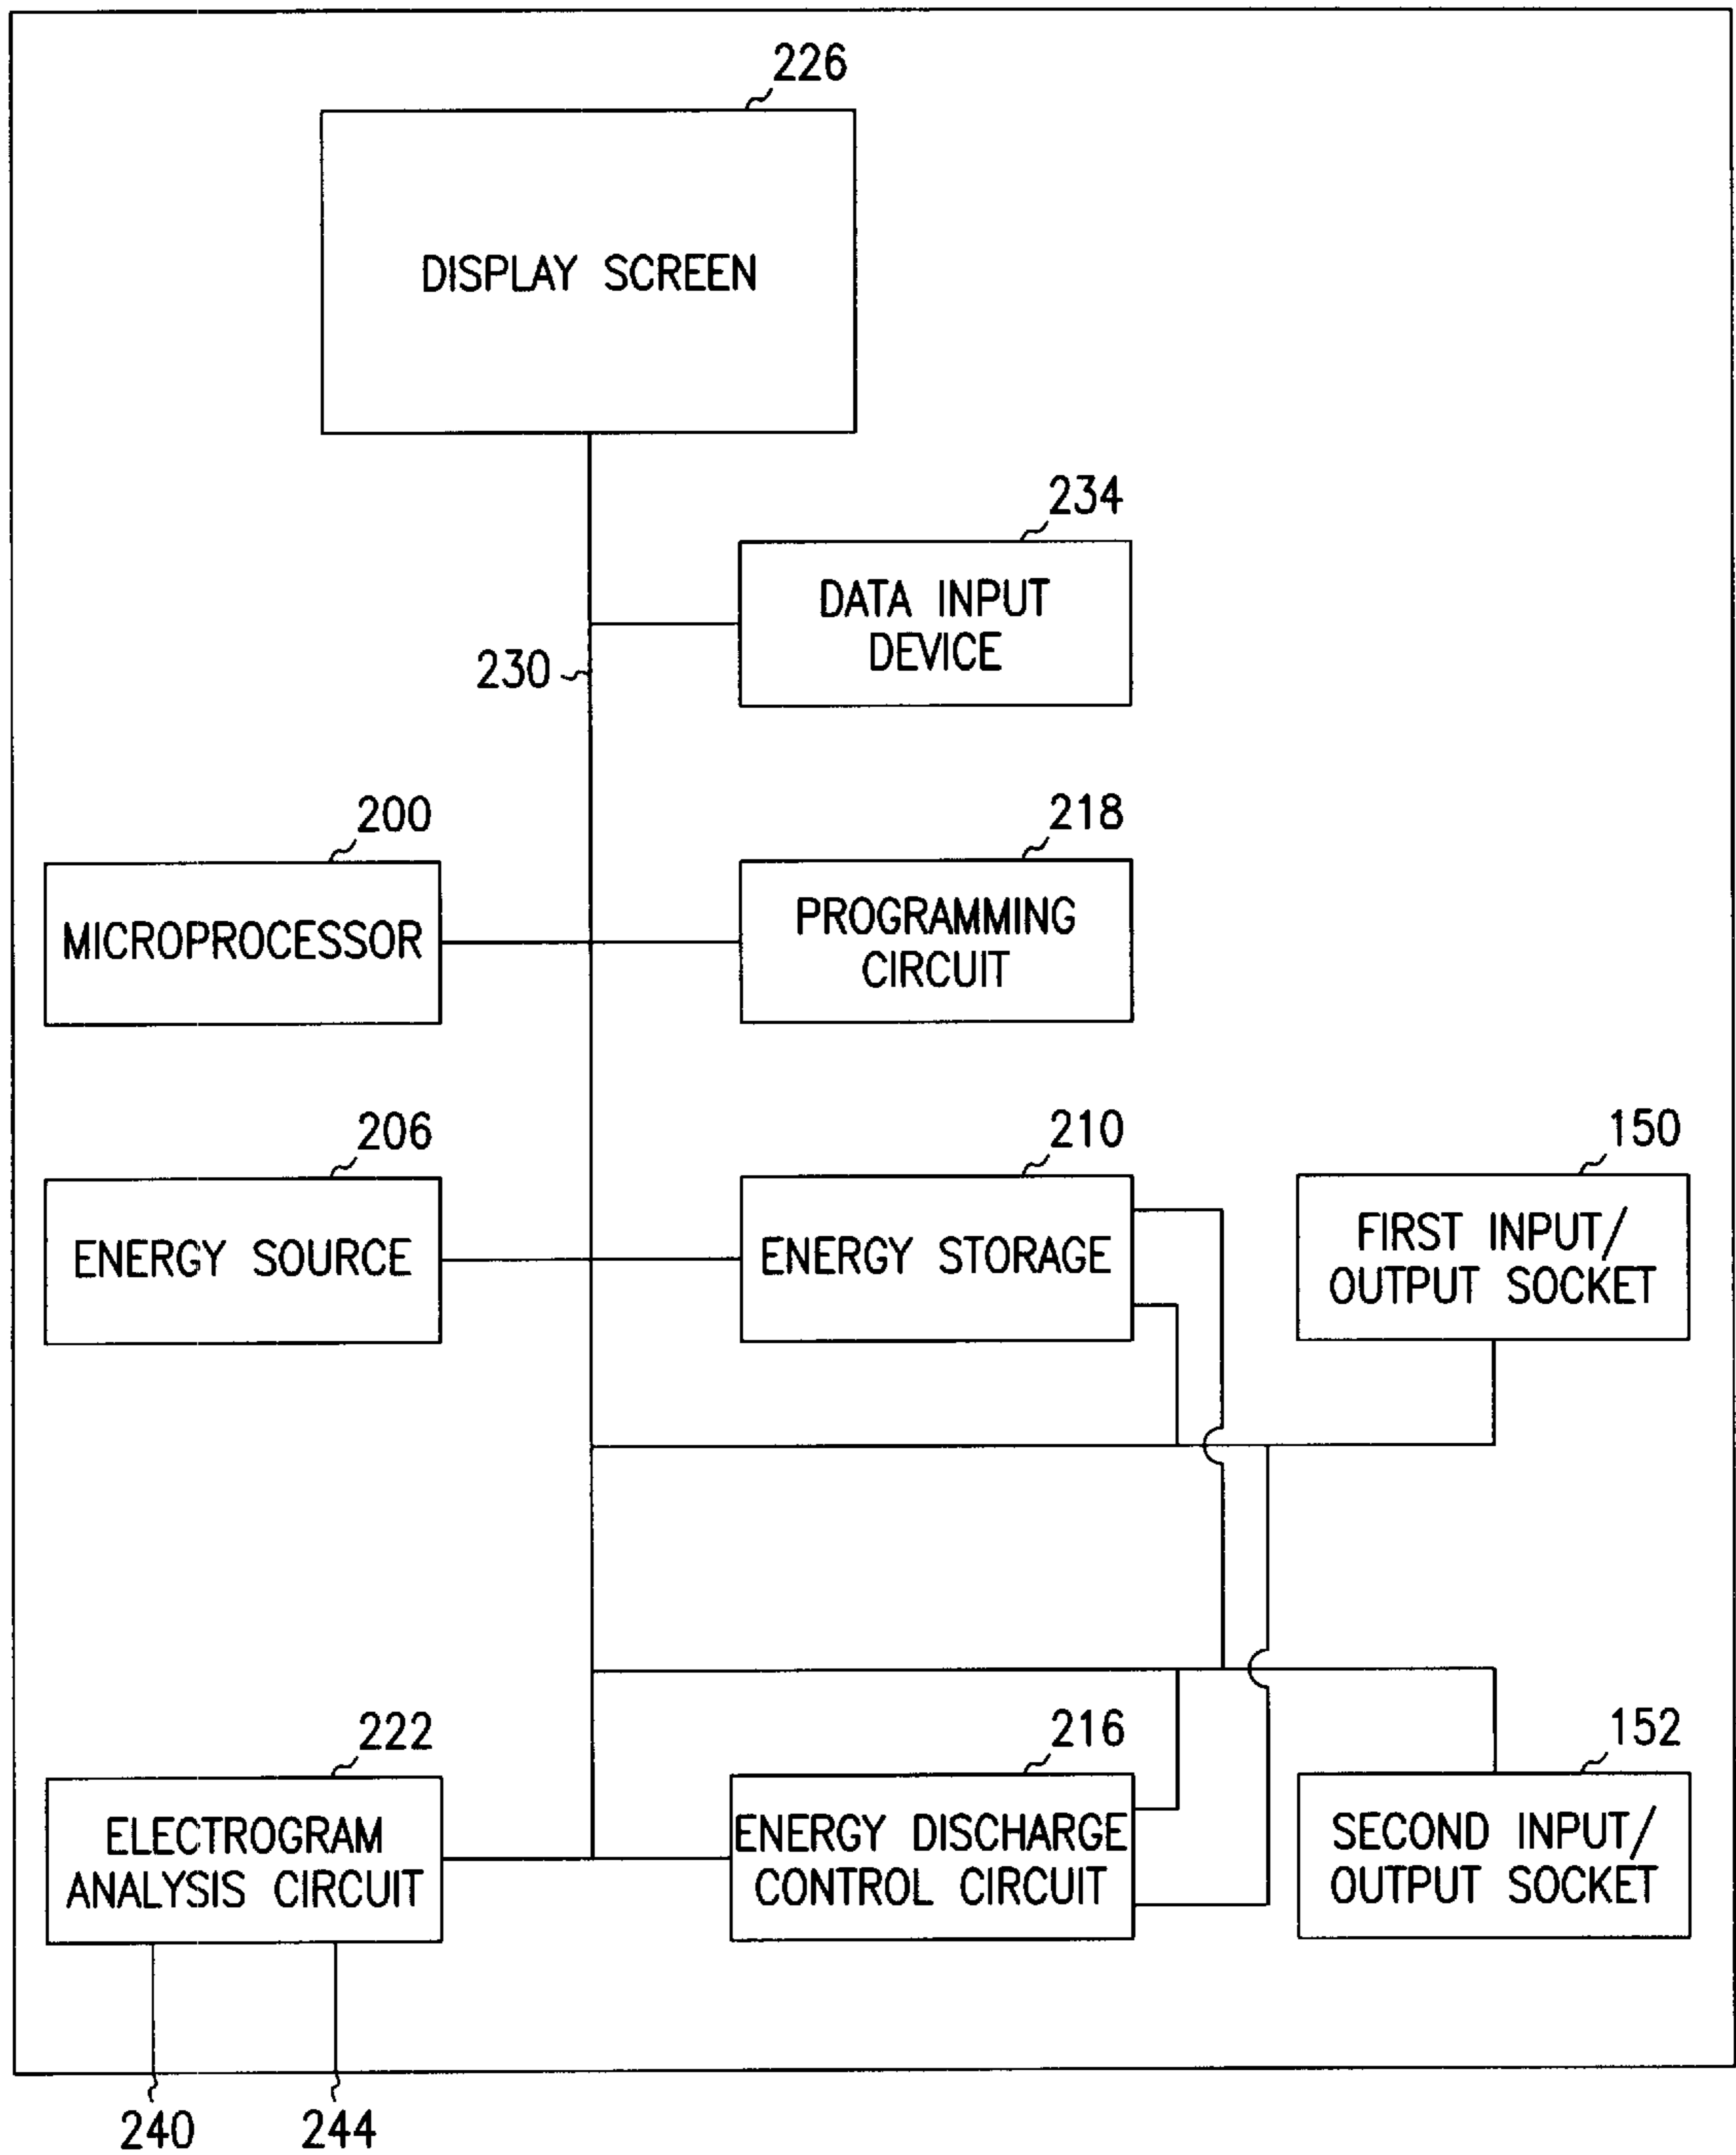 226
DISPLAY SCREEN
234
DATA INPUT
DEVICE
230
200
MICROPROCESSOR
218
PROGRAMMING
CIRCUIT
206
ENERGY SOURCE
210
ENERGY STORAGE
150
FIRST INPUT/
OUTPUT SOCKET
222
ELECTROGRAM
ANALYSIS CIRCUIT
216
ENERGY DISCHARGE
CONTROL CIRCUIT
152
SECOND INPUT/
OUTPUT SOCKET
240
244